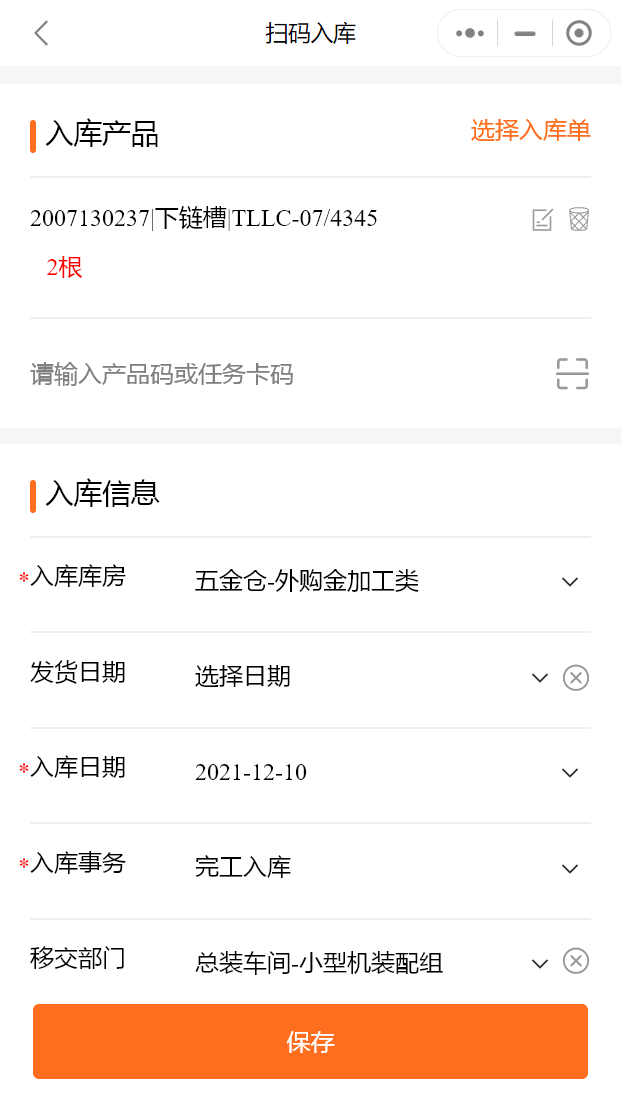 扫码入库
入库产品
选择入库单
2007130237|下链槽|TLLC-07/4345
2根
请输入产品码或任务卡码
入库信息
*入库库房 五金仓-外购金加工类
发货日期 选择日期
*入库日期 2021-12-10
*入库事务 完工入库
移交部门 总装车间-小型机装配组
保存